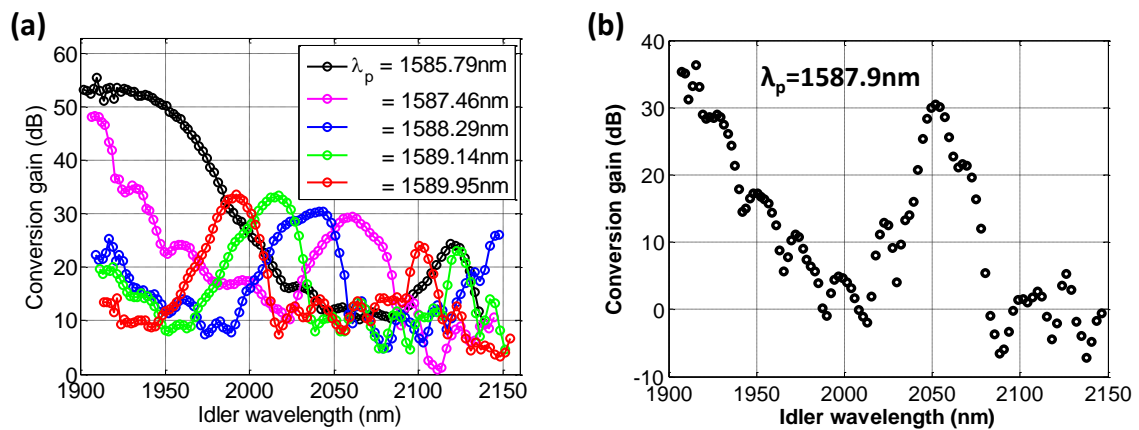 (a)
Conversion gain (dB)
60
50
40
30
20
10
0
λp = 1585.79nm
= 1587.46nm
= 1588.29nm
= 1589.14nm
= 1589.95nm
1900 1950 2000 2050 2100 2150
Idler wavelength (nm)
(b)
Conversion gain (dB)
40
30
20
10
0
-10
λp=1587.9nm
1900 1950 2000 2050 2100 2150
Idler wavelength (nm)